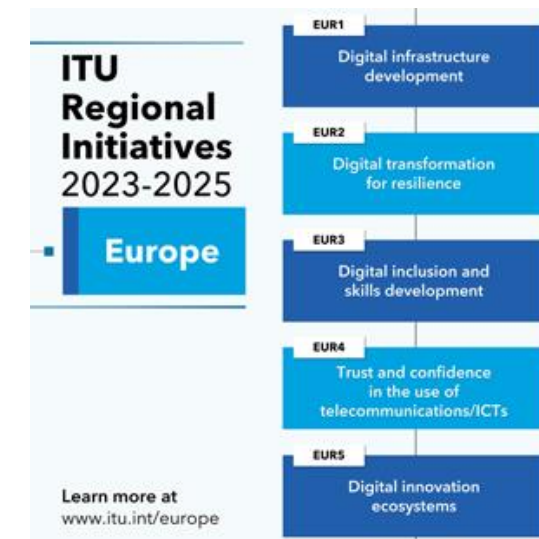 ITU
Regional
Initiatives
2023-2025
Europe
Learn more at
www.itu.int/europe
EUR1
Digital infrastructure
development
EUR2
Digital transformation
for resilience
EUR3
Digital inclusion and
skills development
EUR4
Trust and confidence
in the use of
telecommunications/ICTs
EUR5
Digital innovation
ecosystems